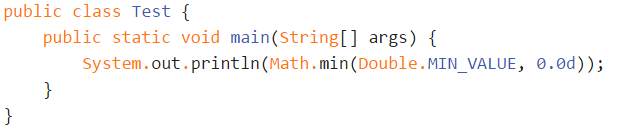 public class Test {
    public static void main(String[] args) {
        System.out.println(Math.min(Double.MIN_VALUE, 0.0d));
    }
}